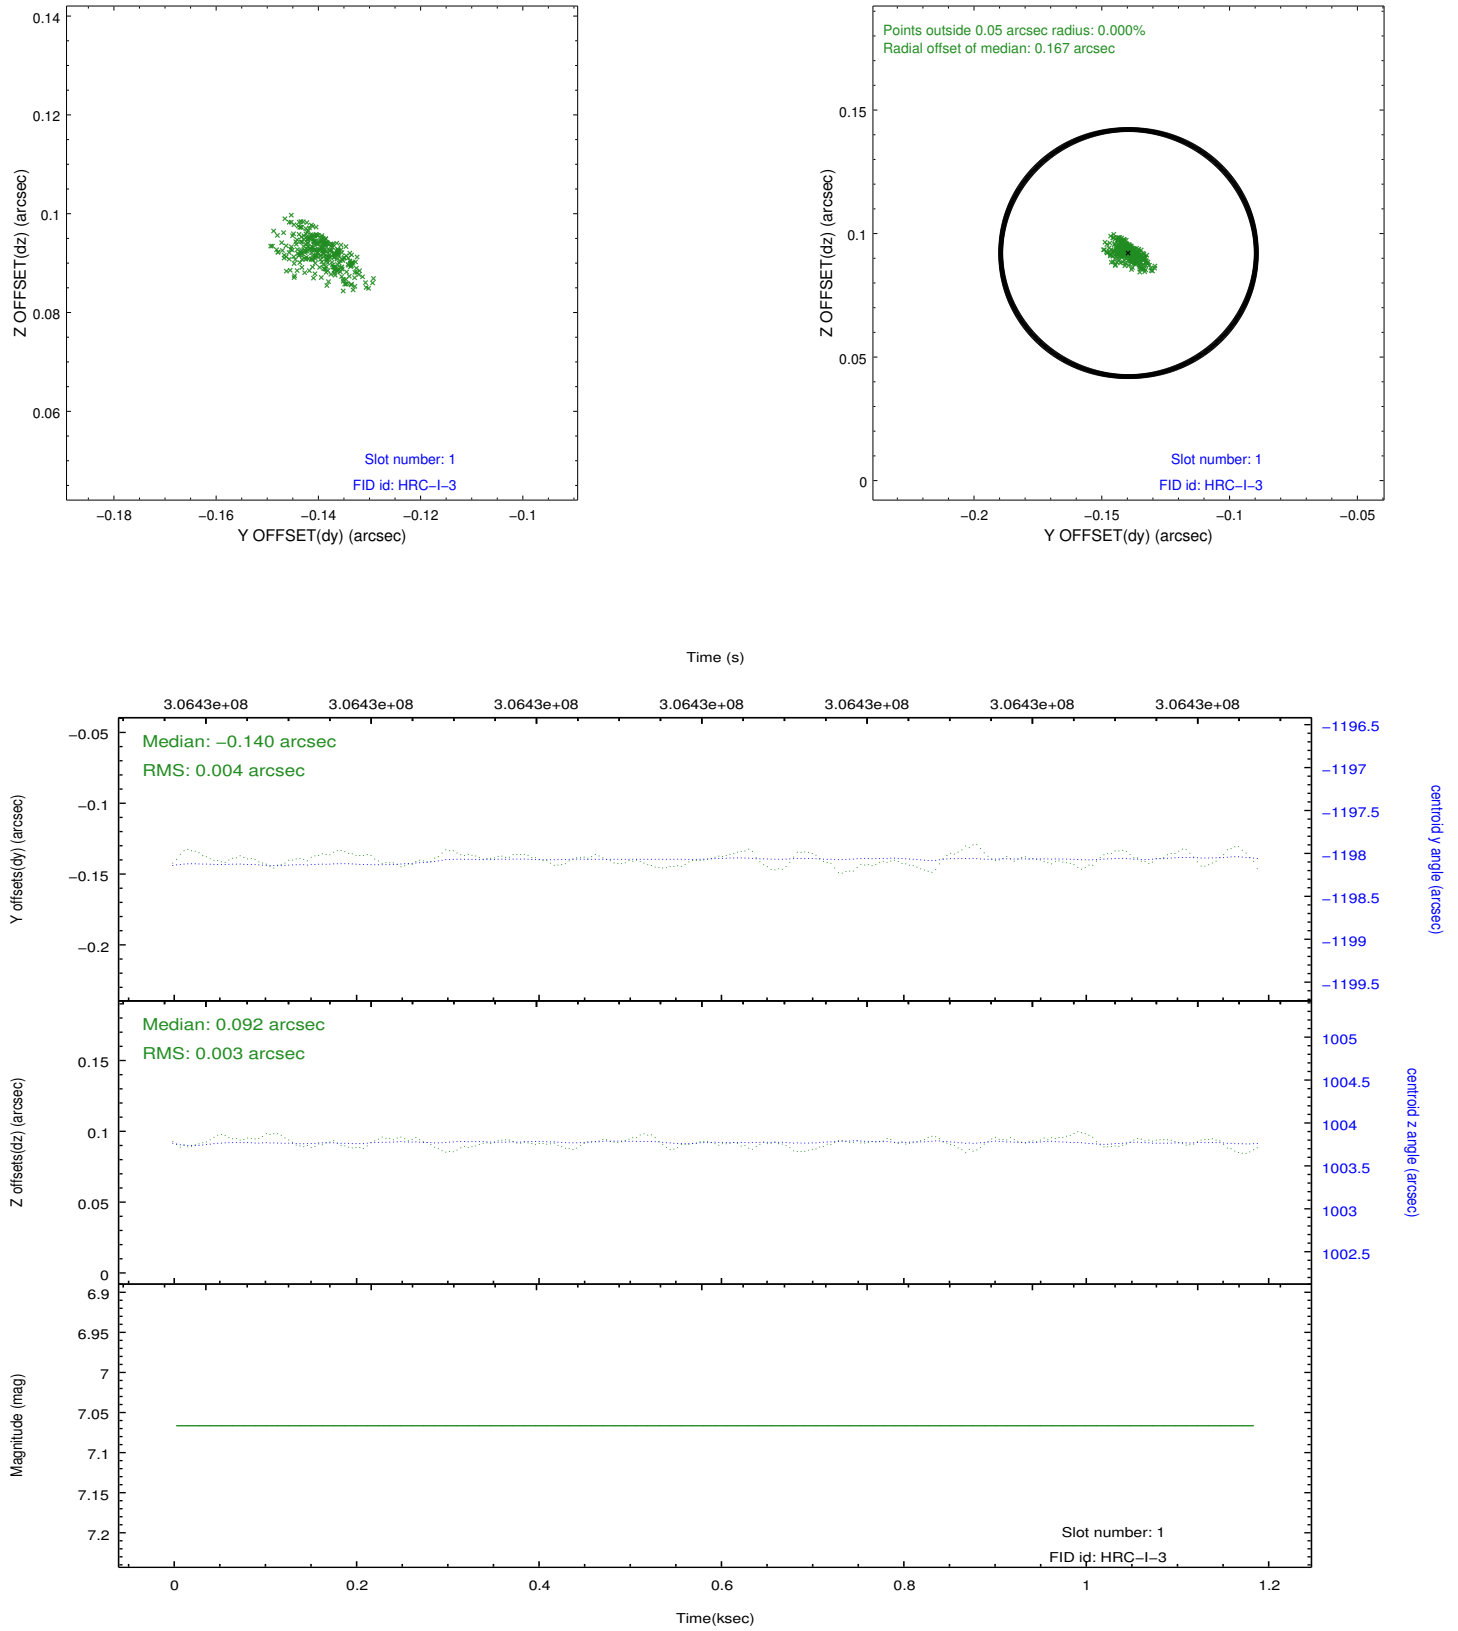 0.14
0.12
0.1
0.08
0.06
Z OFFSET(dz) (arcsec)
Slot number: 1
FID id: HRC−I−3
−0.18 −0.16 −0.14 −0.12 −0.1
Y OFFSET(dy) (arcsec)
Points outside 0.05 arcsec radius: 0.000%
Radial offset of median: 0.167 arcsec
0.15
0.1
0.05
0
Z OFFSET(dz) (arcsec)
Slot number: 1
FID id: HRC−I−3
−0.2 −0.15 −0.1 −0.05
Y OFFSET(dy) (arcsec)
Time (s)
3.0643e+08 3.0643e+08 3.0643e+08 3.0643e+08 3.0643e+08 3.0643e+08 3.0643e+08
Median: −0.140 arcsec
RMS: 0.004 arcsec
−0.05
−0.1
−0.15
−0.2
Y offsets(dy) (arcsec)
−1196.5
−1197
−1197.5
−1198
−1198.5
−1199
−1199.5
centroid y angle (arcsec)
Median: 0.092 arcsec
RMS: 0.003 arcsec
0.15
0.1
0.05
0
Z offsets(dz) (arcsec)
1005
1004.5
1004
1003.5
1003
1002.5
centroid z angle (arcsec)
6.9
6.95
7
7.05
7.1
7.15
7.2
Magnitude (mag)
Slot number: 1
FID id: HRC−I−3
0 0.2 0.4 0.6 0.8 1 1.2
Time(ksec)